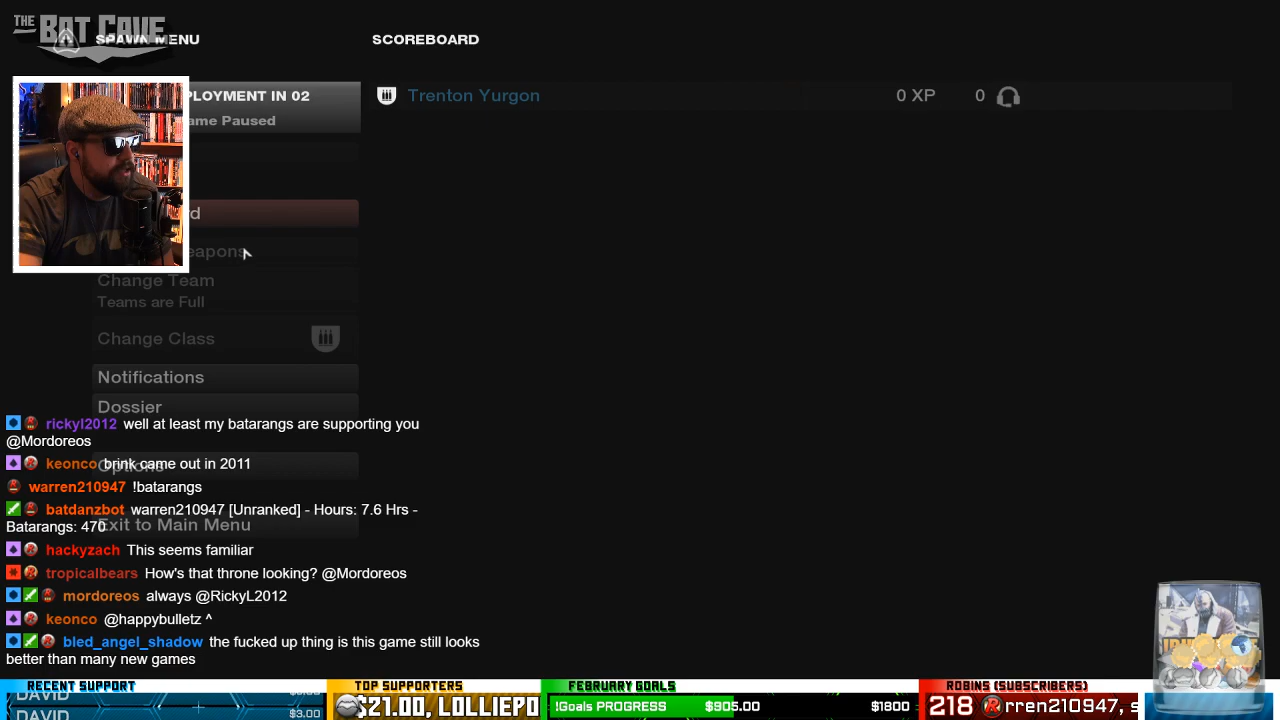 THE
BAT CAVE
SPAWN MENU
SCOREBOARD
PLOYMENT IN 02
ame Paused
Trenton Yurgon
0 XP
0
rd
eapons
Change Team
Teams are Full
Change Class
Notifications
Dossier
rickyl2012 well at least my batarangs are supporting you
@Mordoreos
keonco brink came out in 2011
Options
warren210947 !batarangs
batdanzbot warren210947 [Unranked] - Hours: 7.6 Hrs -
Batarangs: 470
Exit to Main Menu
hackyzach This seems familiar
tropicalbears How's that throne looking? @Mordoreos
mordoreos always @RickyL2012
keonco @happybulletz ^
bled_angel_shadow the fucked up thing is this game still looks
better than many new games
RECENT SUPPORT
DAVID
DAVID $3.00
TOP SUPPORTERS
$21.00, LOLLIEPO
FEBRUARY GOALS
!Goals PROGRESS $905.00 $1800
ROBINS (SUBSCRIBERS)
218 rren210947, s